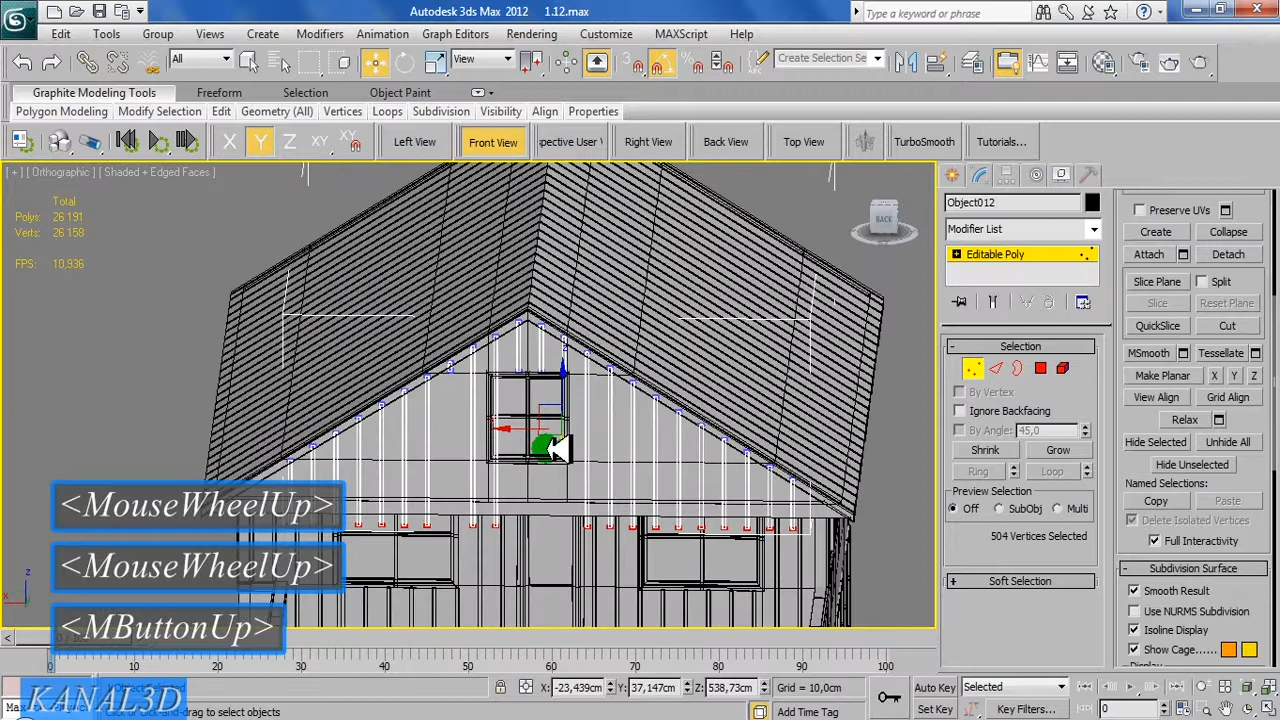 Autodesk 3ds Max 2012 1.12.max
Type a keyword or phrase
Edit Tools Group Views Create Modifiers Animation Graph Editors Rendering Customize MAXScript Help
All View Create Selection Se
Graphite Modeling Tools Freeform Selection Object Paint
Polygon Modeling Modify Selection Edit Geometry (All) Vertices Loops Subdivision Visibility Align Properties
X Y Z XY XY Left View Front View pective User V Right View Back View Top View TurboSmooth Tutorials...
[ + ] [ Orthographic ] [ Shaded + Edged Faces ]
Total
Polys: 26 191
Verts: 26 158
FPS: 10,936
BACK
z
x
<MouseWheelUp>
<MouseWheelUp>
<MButtonUp>
Object012
Modifier List
Editable Poly
Selection
By Vertex
Ignore Backfacing
By Angle: 45,0
Shrink Grow
Ring Loop
Preview Selection
Off SubObj Multi
504 Vertices Selected
Soft Selection
Preserve UVs
Create Collapse
Attach Detach
Slice Plane Split
Slice Reset Plane
QuickSlice Cut
MSmooth Tessellate
Make Planar X Y Z
View Align Grid Align
Relax
Hide Selected Unhide All
Hide Unselected
Named Selections:
Copy Paste
Delete Isolated Vertices
Full Interactivity
Subdivision Surface
Smooth Result
Use NURMS Subdivision
Isoline Display
Show Cage......
0 10 20 30 40 50 60 70 80 90 100
KANAL3D
X: -23,439cm Y: 37,147cm Z: 538,73cm Grid = 10,0cm
Auto Key Selected
Click or click-and-drag to select objects
Add Time Tag
Set Key Key Filters... 0